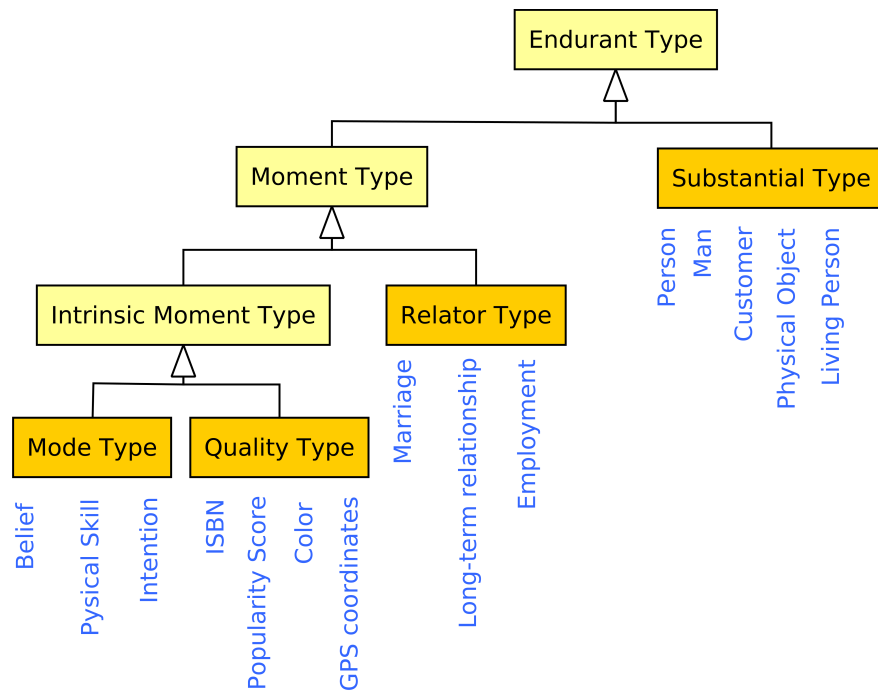 Endurant Type
Moment Type
Substantial Type
Person
Man
Customer
Physical Object
Living Person
Intrinsic Moment Type
Relator Type
Marriage
Long-term relationship
Employment
Mode Type
Quality Type
Belief
Pysical Skill
Intention
ISBN
Popularity Score
Color
GPS coordinates